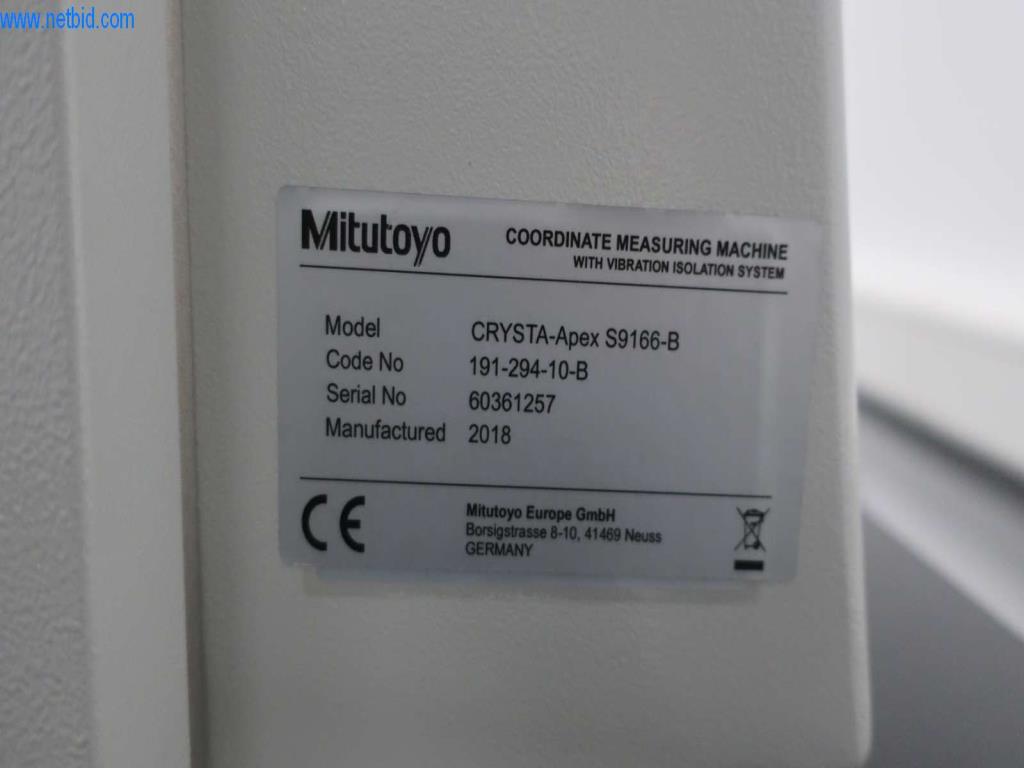 www.netbid.com
Mitutoyo
COORDINATE MEASURING MACHINE
WITH VIBRATION ISOLATION SYSTEM
Model CRYSTA-Apex S9166-B
Code No 191-294-10-B
Serial No 60361257
Manufactured 2018
CE
Mitutoyo Europe GmbH
Borsigstrasse 8-10, 41469 Neuss
GERMANY